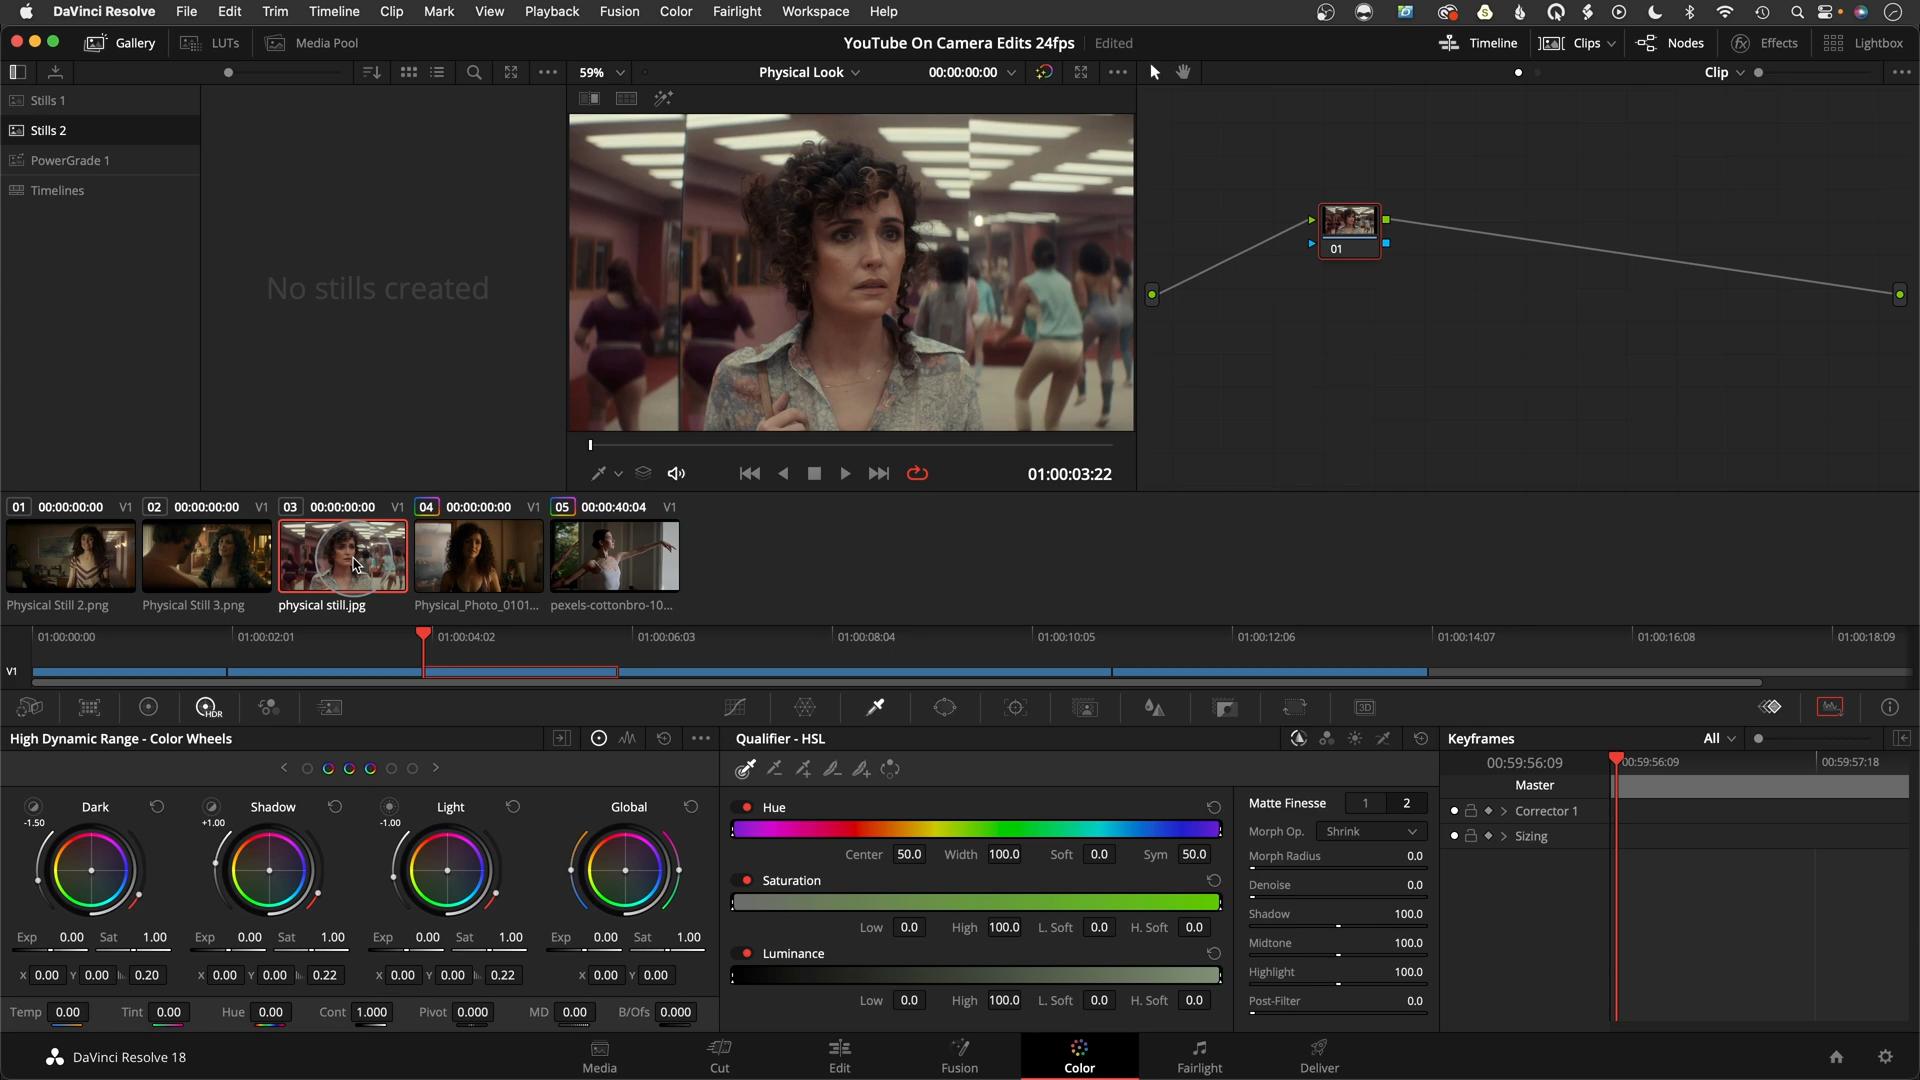 DaVinci Resolve File Edit Trim Timeline Clip Mark View Playback Fusion Color Fairlight Workspace Help
Gallery LUTs Media Pool YouTube On Camera Edits 24fps Edited Timeline Clips Nodes Effects Lightbox
59% Physical Look 00:00:00:00 Clip
Stills 1
Stills 2
PowerGrade 1
Timelines
No stills created
01
01:00:03:22
01 00:00:00:00 V1 02 00:00:00:00 V1 03 00:00:00:00 V1 04 00:00:00:00 V1 05 00:00:40:04 V1
Physical Still 2.png Physical Still 3.png physical still.jpg Physical_Photo_0101... pexels-cottonbro-10...
01:00:00:00 01:00:02:01 01:00:04:02 01:00:06:03 01:00:08:04 01:00:10:05 01:00:12:06 01:00:14:07 01:00:16:08 01:00:18:09
V1
HDR 3D
High Dynamic Range - Color Wheels Qualifier - HSL Keyframes All
00:59:56:09 00:59:56:09 00:59:57:18
Master
Dark Shadow Light Global
-1.50 +1.00 -1.00
Exp 0.00 Sat 1.00 Exp 0.00 Sat 1.00 Exp 0.00 Sat 1.00 Exp 0.00 Sat 1.00
X 0.00 Y 0.00 0.20 X 0.00 Y 0.00 0.22 X 0.00 Y 0.00 0.22 X 0.00 Y 0.00
Temp 0.00 Tint 0.00 Hue 0.00 Cont 1.000 Pivot 0.000 MD 0.00 B/Ofs 0.000
Hue
Center 50.0 Width 100.0 Soft 0.0 Sym 50.0
Saturation
Low 0.0 High 100.0 L. Soft 0.0 H. Soft 0.0
Luminance
Low 0.0 High 100.0 L. Soft 0.0 H. Soft 0.0
Matte Finesse 1 2
Morph Op. Shrink
Morph Radius 0.0
Denoise 0.0
Shadow 100.0
Midtone 100.0
Highlight 100.0
Post-Filter 0.0
Corrector 1
Sizing
DaVinci Resolve 18 Media Cut Edit Fusion Color Fairlight Deliver